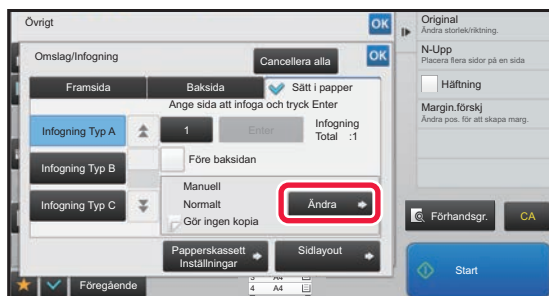 Övrigt
OK
Omslag/Infogning
Cancellera alla
OK
Framsida
Baksida
Sätt i papper
Ange sida att infoga och tryck Enter
Infogning Typ A
1
Enter
Infogning
Total :1
Infogning Typ B
Före baksidan
Infogning Typ C
Manuell
Normalt
Gör ingen kopia
Ändra
Papperskassett
Inställningar
Sidlayout
Föregående
3 A4
4 A4
Original
Ändra storlek/riktning.
N-Upp
Placera flera sidor på en sida
Häftning
Margin.förskj
Ändra pos. för att skapa marg.
Förhandsgr.
CA
Start